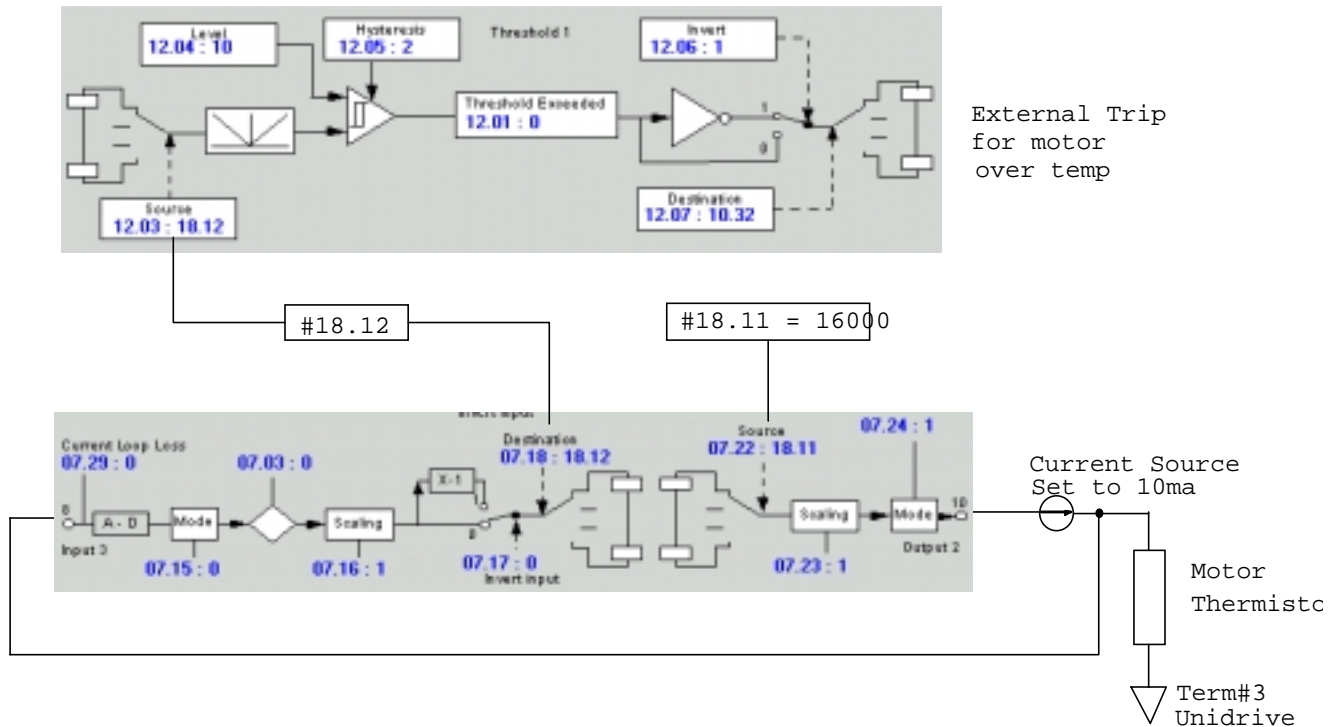 Level
12.04 : 10
Hysteresis
12.05 : 2
Threshold 1
Invert
12.06 : 1
Threshold Exceeded
12.01 : 0
1
0
Source
12.03 : 18.12
Destination
12.07 : 10.32
External Trip
for motor
over temp
#18.12
#18.11 = 16000
Invert Input
Current Loop Loss
07.29 : 0
07.03 : 0
Destination
07.18 : 18.12
Source
07.22 : 18.11
07.24 : 1
8
A - D
Mode
Scaling
X-1
0
Scaling
Mode
10
Input 3
07.15 : 0
07.16 : 1
07.17 : 0
Invert input
07.23 : 1
Output 2
Current Source
Set to 10ma
Motor
Thermisto
Term#3
Unidrive